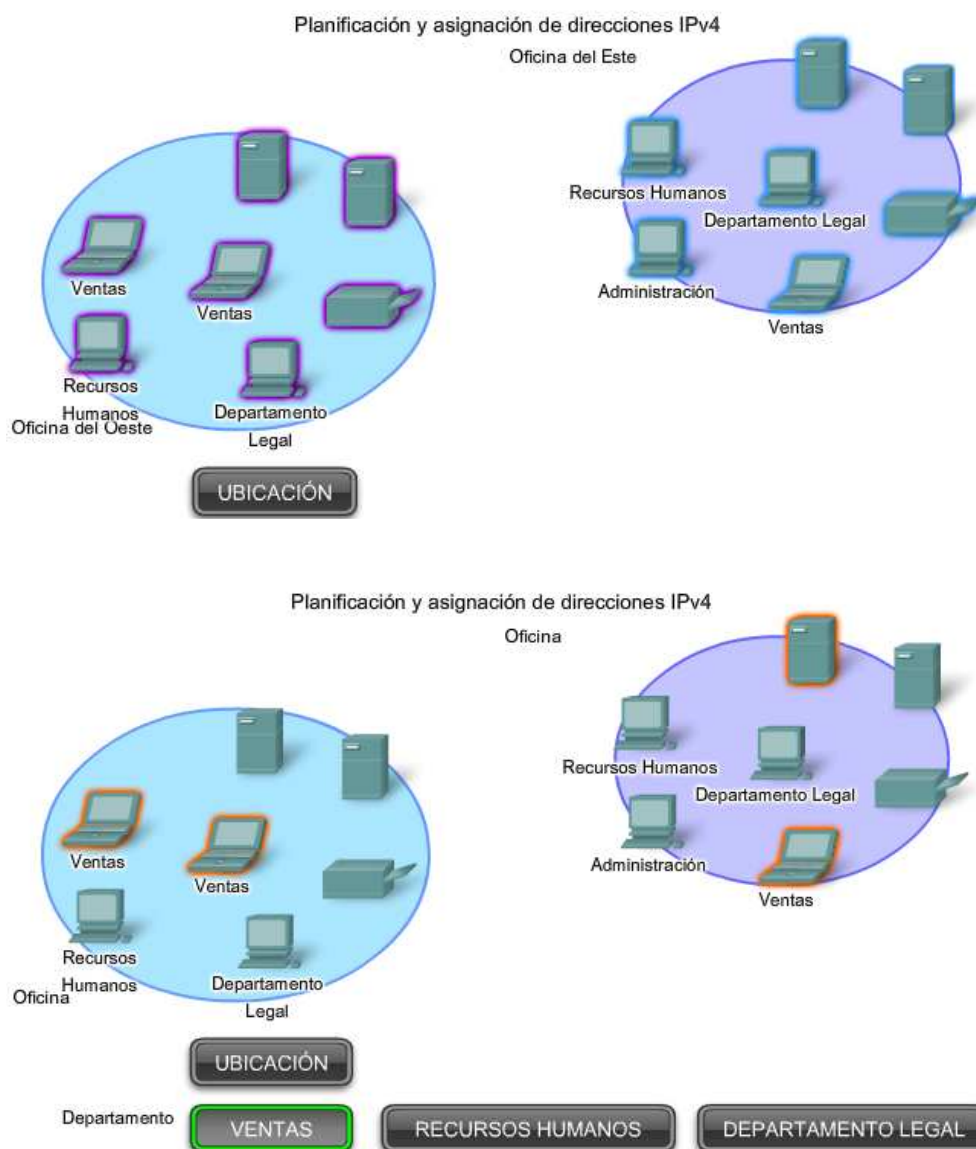 Planificación y asignación de direcciones IPv4
Oficina del Este
Recursos Humanos
Departamento Legal
Administración
Ventas
Ventas
Ventas
Recursos
Humanos
Departamento
Legal
Oficina del Oeste
UBICACIÓN
Planificación y asignación de direcciones IPv4
Oficina
Recursos Humanos
Departamento Legal
Administración
Ventas
Ventas
Ventas
Recursos
Humanos
Departamento
Legal
Oficina
UBICACIÓN
Departamento
VENTAS
RECURSOS HUMANOS
DEPARTAMENTO LEGAL